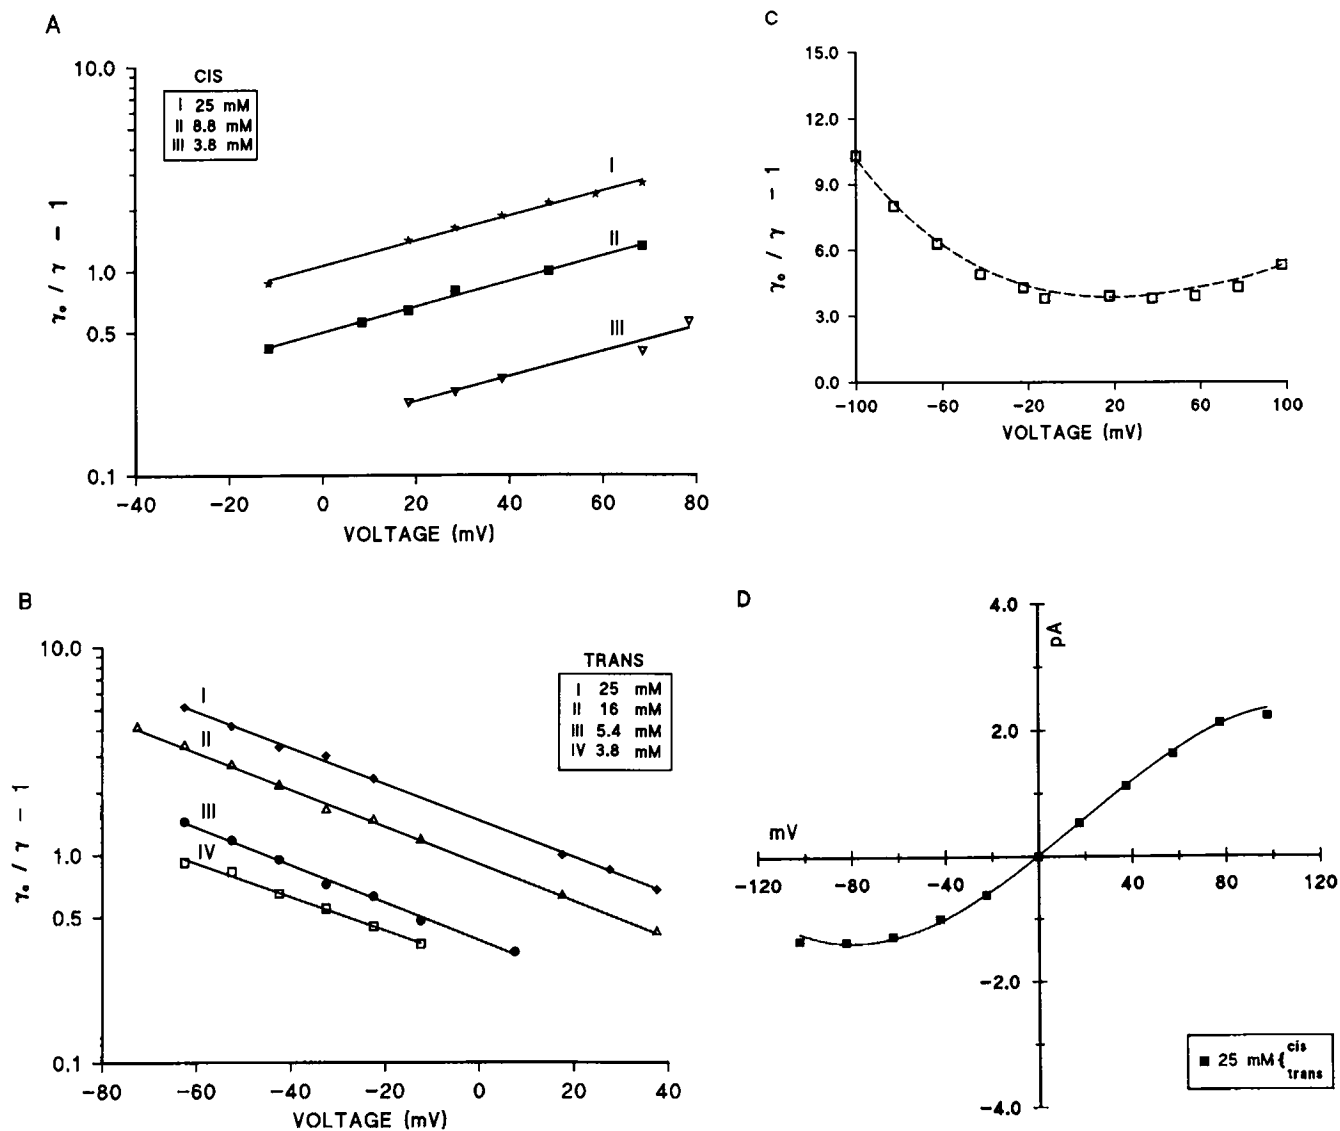 A
10.0
1.0
0.5
0.1
γₒ / γ − 1
CIS
I 25 mM
II 8.8 mM
III 3.8 mM
I
II
III
−40 −20 0 20 40 60 80
VOLTAGE (mV)
C
15.0
12.0
9.0
6.0
3.0
0.0
γₒ / γ − 1
−100 −60 −20 20 60 100
VOLTAGE (mV)
B
10.0
1.0
0.5
0.1
γₒ / γ − 1
TRANS
I 25 mM
II 16 mM
III 5.4 mM
IV 3.8 mM
I
II
III
IV
−80 −60 −40 −20 0 20 40
VOLTAGE (mV)
D
4.0
pA
2.0
mV
−120 −80 −40 40 80 120
−2.0
−4.0
25 mM { cis
trans